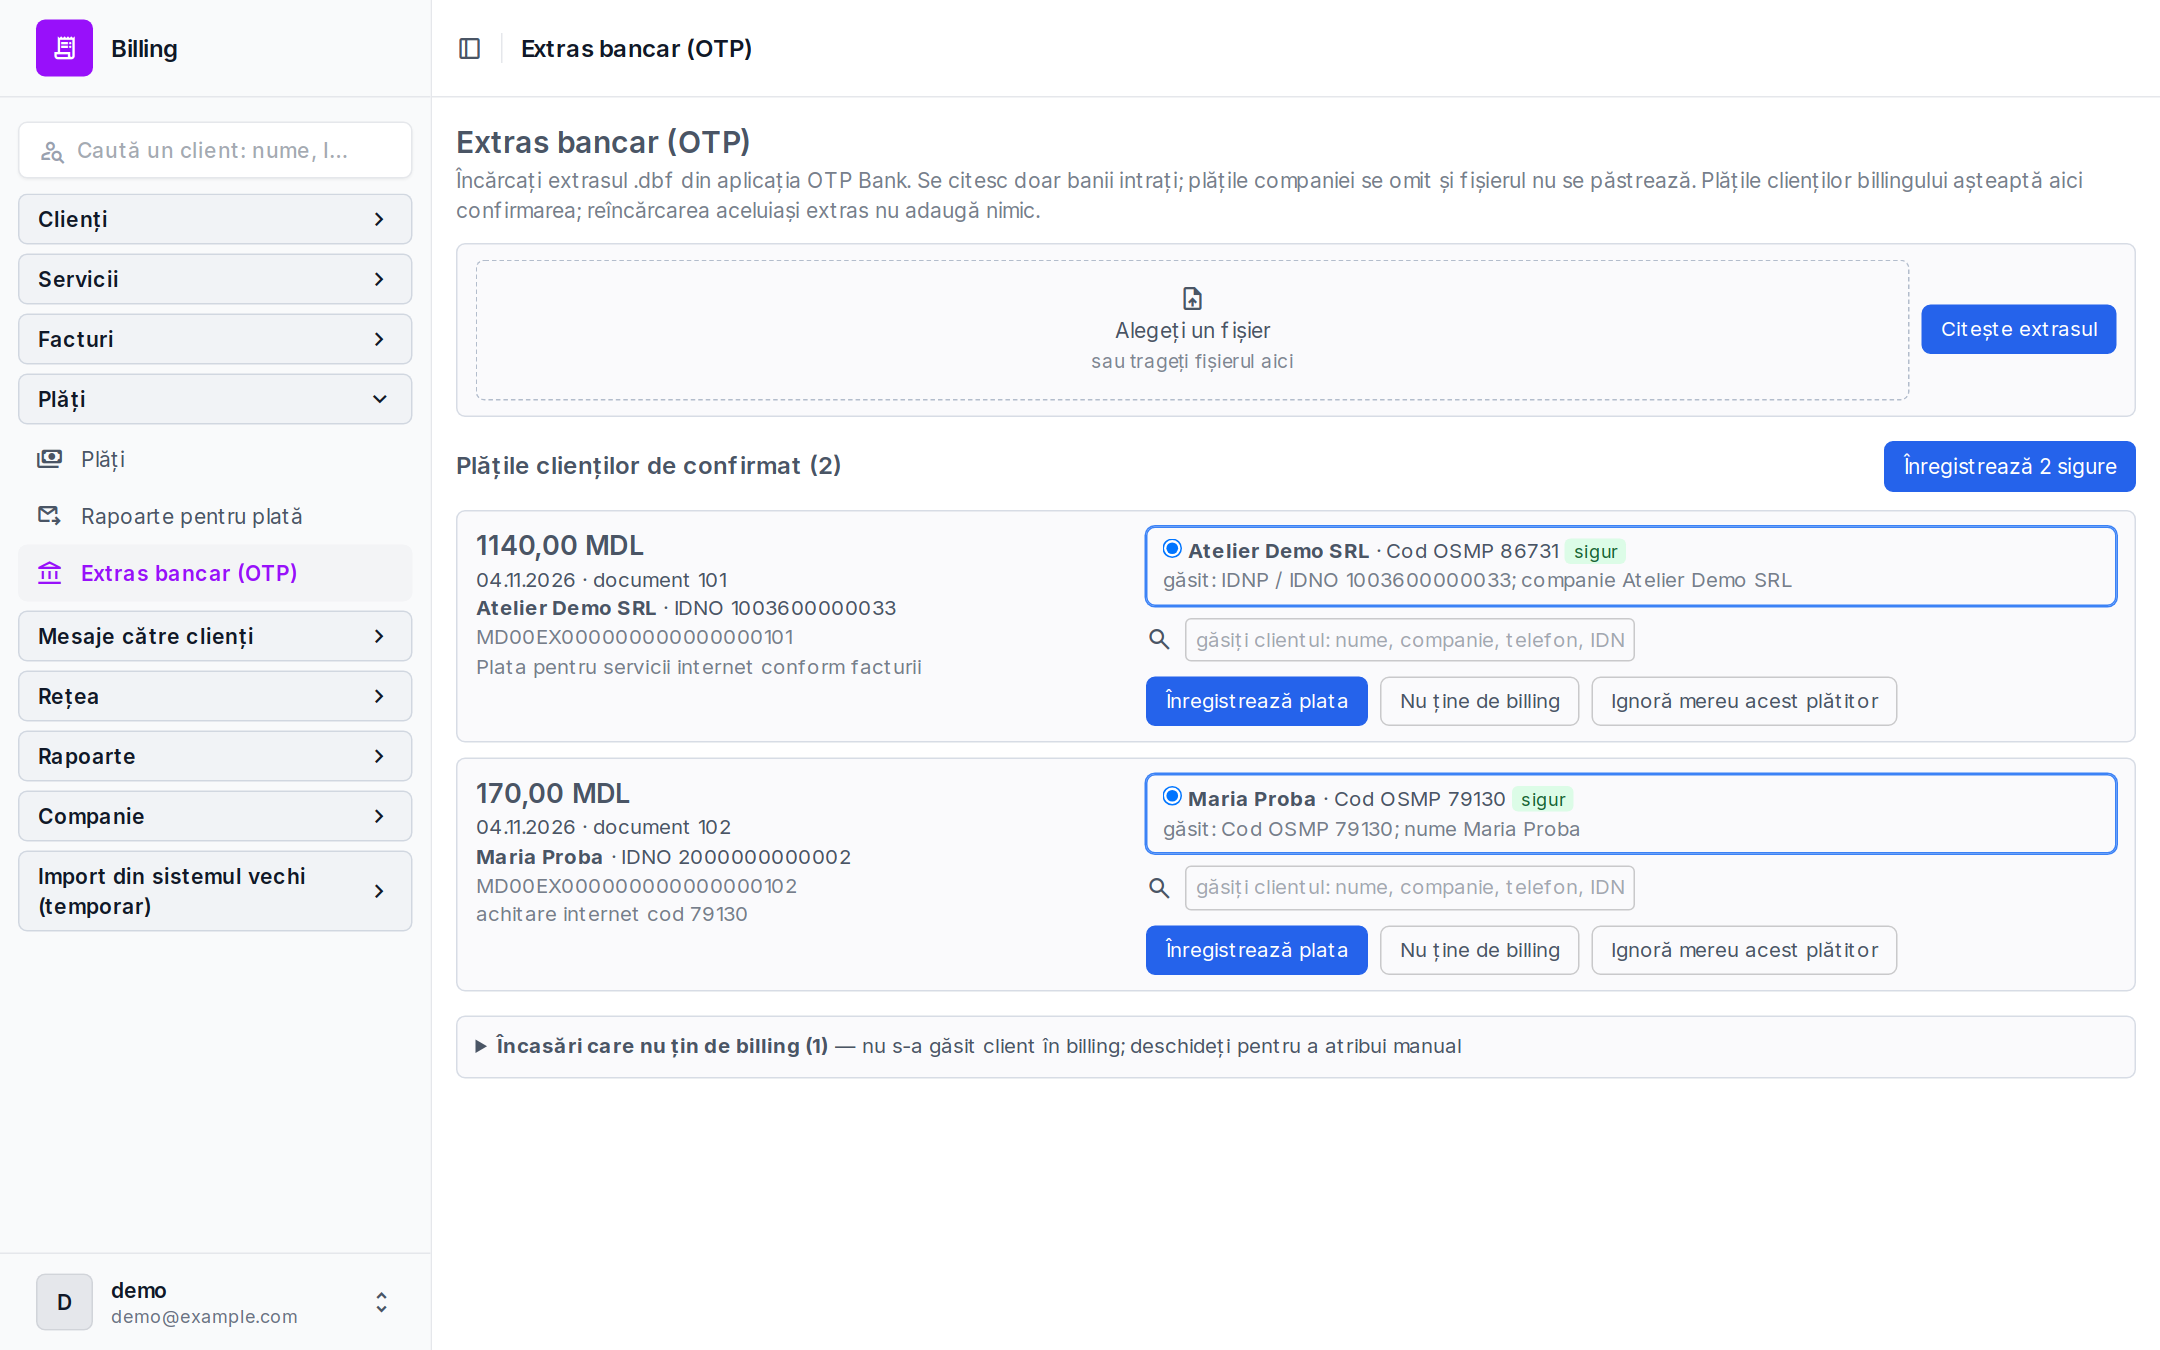 Billing
Extras bancar (OTP)
Caută un client: nume, l...
Clienți
Servicii
Facturi
Plăți
Plăți
Rapoarte pentru plată
Extras bancar (OTP)
Mesaje către clienți
Rețea
Rapoarte
Companie
Import din sistemul vechi
(temporar)
D
demo
demo@example.com
Extras bancar (OTP)
Încărcați extrasul .dbf din aplicația OTP Bank. Se citesc doar banii intrați; plățile companiei se omit și fișierul nu se păstrează. Plățile clienților billingului așteaptă aici
confirmarea; reîncărcarea aceluiași extras nu adaugă nimic.
Alegeți un fișier
sau trageți fișierul aici
Citește extrasul
Plățile clienților de confirmat (2)
Înregistrează 2 sigure
1140,00 MDL
04.11.2026 · document 101
Atelier Demo SRL · IDNO 1003600000033
MD00EX000000000000000101
Plata pentru servicii internet conform facturii
Atelier Demo SRL · Cod OSMP 86731 sigur
găsit: IDNP / IDNO 1003600000033; companie Atelier Demo SRL
găsiți clientul: nume, companie, telefon, IDN
Înregistrează plata
Nu ține de billing
Ignoră mereu acest plătitor
170,00 MDL
04.11.2026 · document 102
Maria Proba · IDNO 2000000000002
MD00EX000000000000000102
achitare internet cod 79130
Maria Proba · Cod OSMP 79130 sigur
găsit: Cod OSMP 79130; nume Maria Proba
găsiți clientul: nume, companie, telefon, IDN
Înregistrează plata
Nu ține de billing
Ignoră mereu acest plătitor
Încasări care nu țin de billing (1) — nu s-a găsit client în billing; deschideți pentru a atribui manual